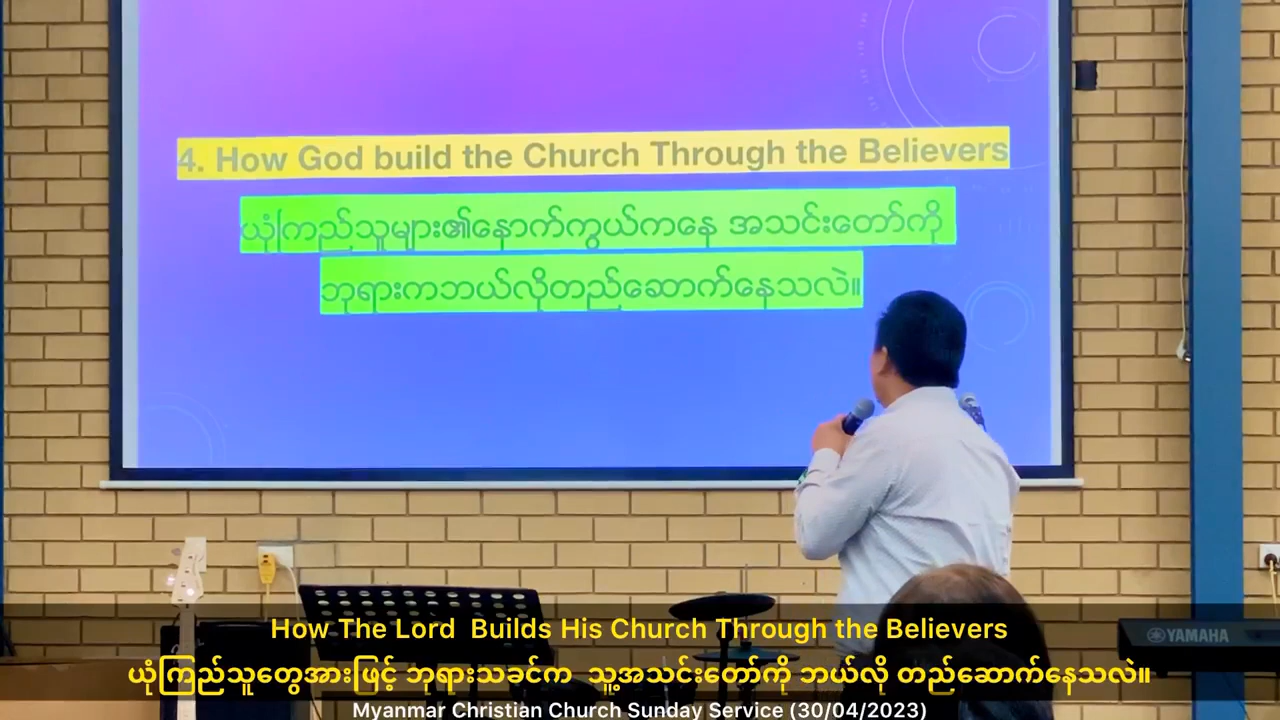 4. How God build the Church Through the Believers
ယုံကြည်သူများ၏နောက်ကွယ်ကနေ အသင်းတော်ကို
ဘုရားကဘယ်လိုတည်ဆောက်နေသလဲ။
YAMAHA
How The Lord Builds His Church Through the Believers
ယုံကြည်သူတွေအားဖြင့် ဘုရားသခင်က သူ့အသင်းတော်ကို ဘယ်လို တည်ဆောက်နေသလဲ။
Myanmar Christian Church Sunday Service (30/04/2023)